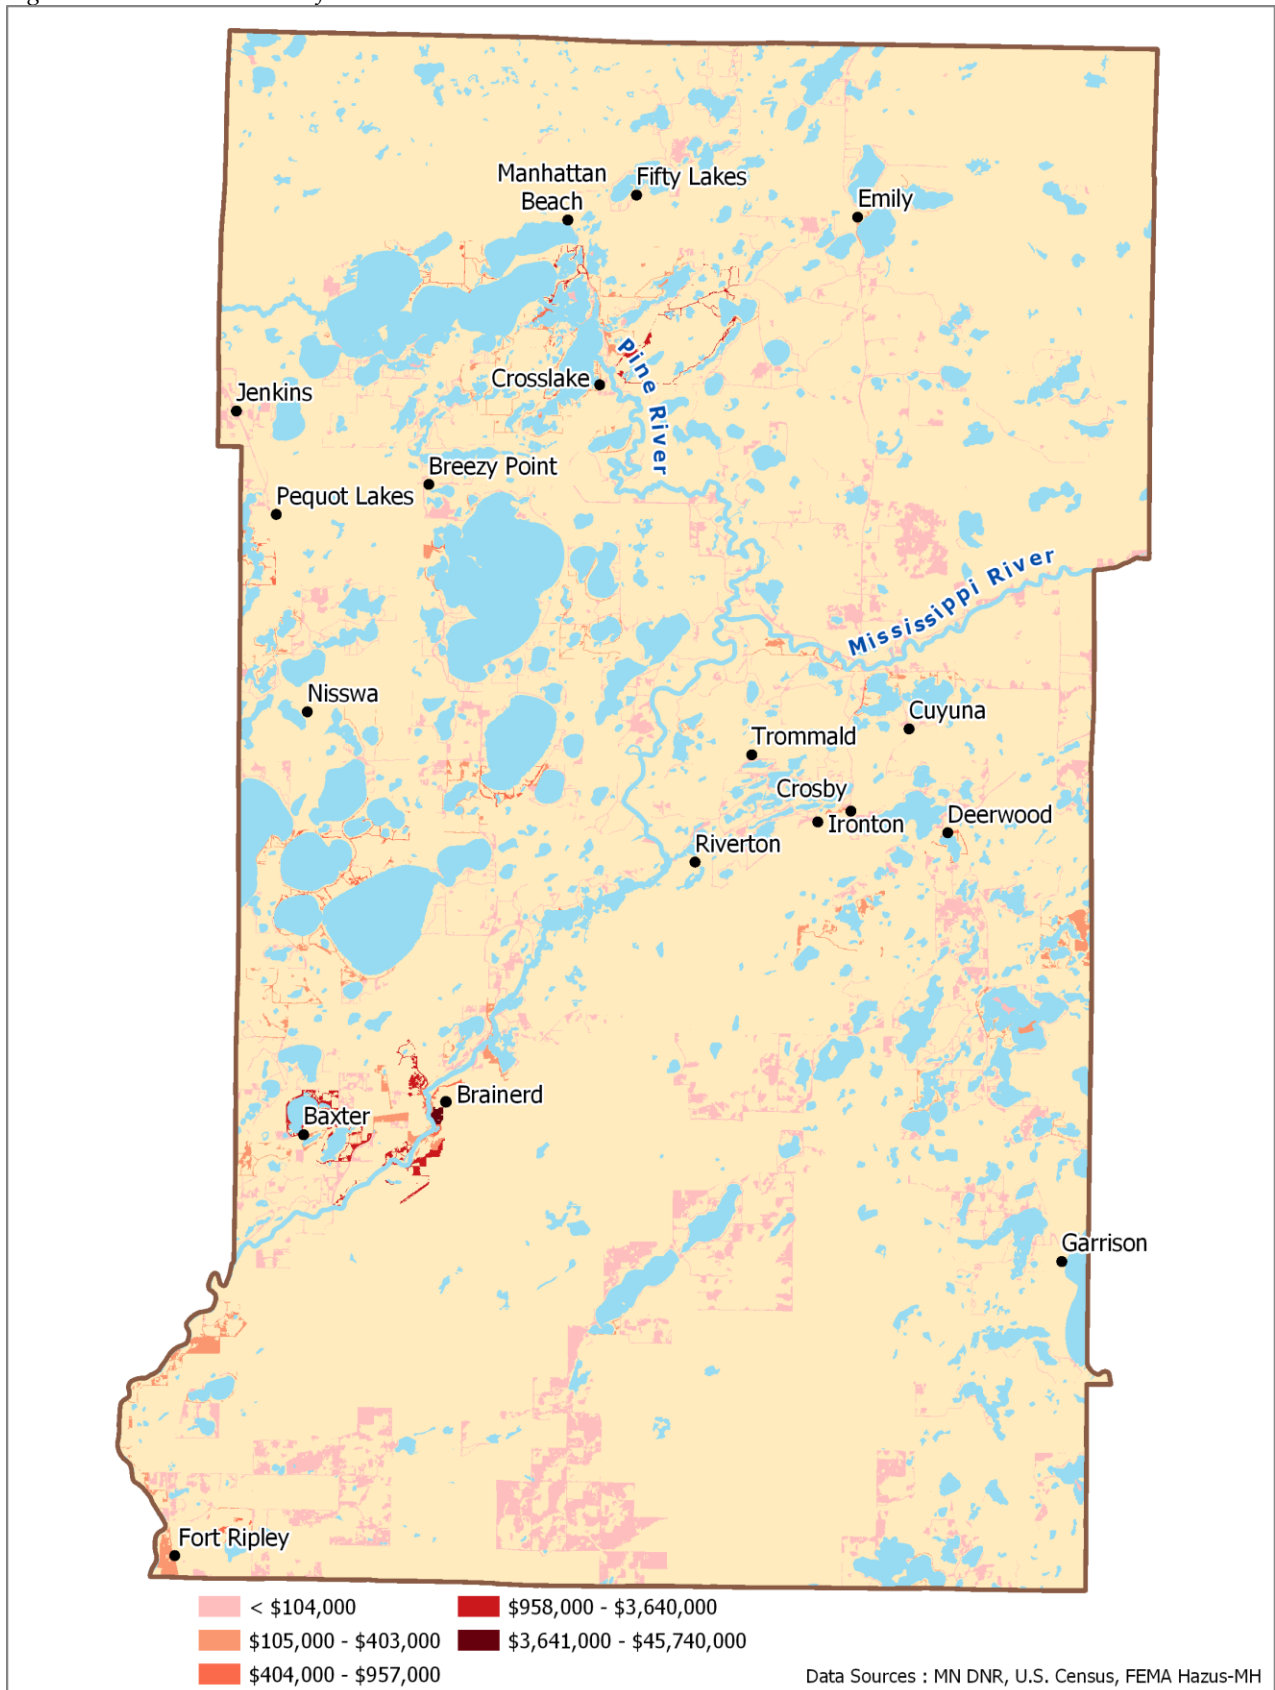 Manhattan
Beach
Fifty Lakes
Emily
Pine River
Crosslake
Jenkins
Breezy Point
Pequot Lakes
Mississippi River
Nisswa
Cuyuna
Trommald
Crosby
Ironton
Deerwood
Riverton
Brainerd
Baxter
Garrison
Fort Ripley
< $104,000
$105,000 - $403,000
$404,000 - $957,000
$958,000 - $3,640,000
$3,641,000 - $45,740,000
Data Sources : MN DNR, U.S. Census, FEMA Hazus-MH